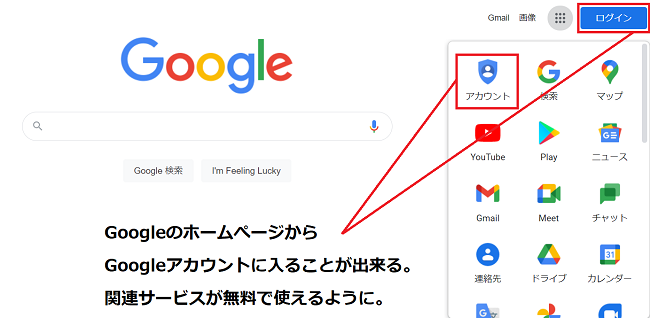 Gmail 画像 ログイン
Google
アカウント 検索 マップ
YouTube Play ニュース
Google 検索 I'm Feeling Lucky
Gmail Meet チャット
Googleのホームページから
Googleアカウントに入ることが出来る。
関連サービスが無料で使えるように。
連絡先 ドライブ カレンダー